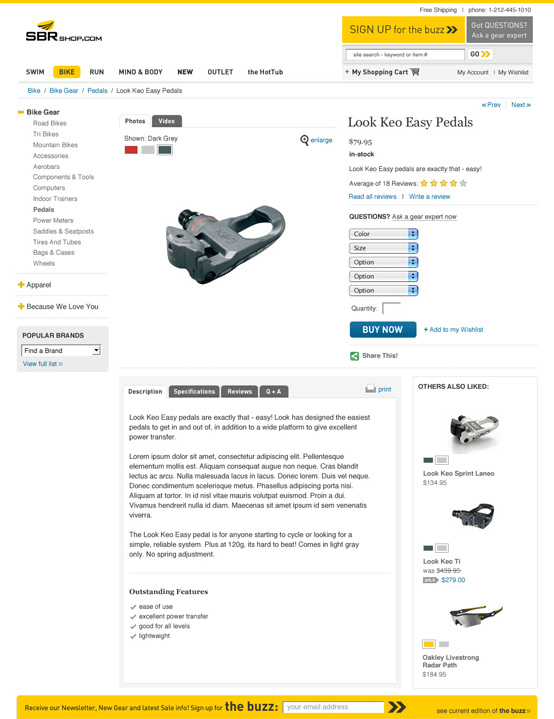 Free Shipping | phone: 1-212-445-1010
SBRSHOP.COM
SIGN UP for the buzz »
Got QUESTIONS?
Ask a gear expert
site search - keyword or item #
GO »
SWIM BIKE RUN MIND & BODY NEW OUTLET the HotTub
+ My Shopping Cart
My Account | My Wishlist
Bike / Bike Gear / Pedals / Look Keo Easy Pedals
« Prev | Next »
Bike Gear
Road Bikes
Tri Bikes
Mountain Bikes
Accessories
Aerobars
Components & Tools
Computers
Indoor Trainers
Pedals
Power Meters
Saddles & Seatposts
Tires And Tubes
Bags & Cases
Wheels
Apparel
Because We Love You
POPULAR BRANDS
Find a Brand
View full list »
Photos Video
Shown: Dark Grey
enlarge
KEO
Look Keo Easy Pedals
$79.95
in-stock
Look Keo Easy pedals are exactly that - easy!
Average of 18 Reviews:
Read all reviews | Write a review
QUESTIONS? Ask a gear expert now
Color
Size
Option
Option
Option
Quantity:
BUY NOW
+ Add to my Wishlist
Share This!
Description Specifications Reviews Q + A
print
Look Keo Easy pedals are exactly that - easy! Look has designed the easiest
pedals to get in and out of, in addition to a wide platform to give excellent
power transfer.
Lorem ipsum dolor sit amet, consectetur adipiscing elit. Pellentesque
elementum mollis est. Aliquam consequat augue non neque. Cras blandit
lectus ac arcu. Nulla malesuada lacus in lacus. Donec lorem. Duis vel neque.
Donec condimentum scelerisque metus. Phasellus adipiscing porta nisi.
Aliquam at tortor. In id nisl vitae mauris volutpat euismod. Proin a dui.
Vivamus hendrerit nulla id diam. Maecenas sit amet ipsum id sem venenatis
viverra.
The Look Keo Easy pedal is for anyone starting to cycle or looking for a
simple, reliable system. Plus at 120g, its hard to beat! Comes in light gray
only. No spring adjustment.
Outstanding Features
ease of use
excellent power transfer
good for all levels
lightweight
OTHERS ALSO LIKED:
Look Keo Sprint Laneo
$134.95
Look Keo Ti
was $439.95
SALE $279.00
Oakley Livestrong
Radar Path
$184.95
Receive our Newsletter, New Gear and latest Sale info! Sign up for the buzz: your email address »
see current edition of the buzz »